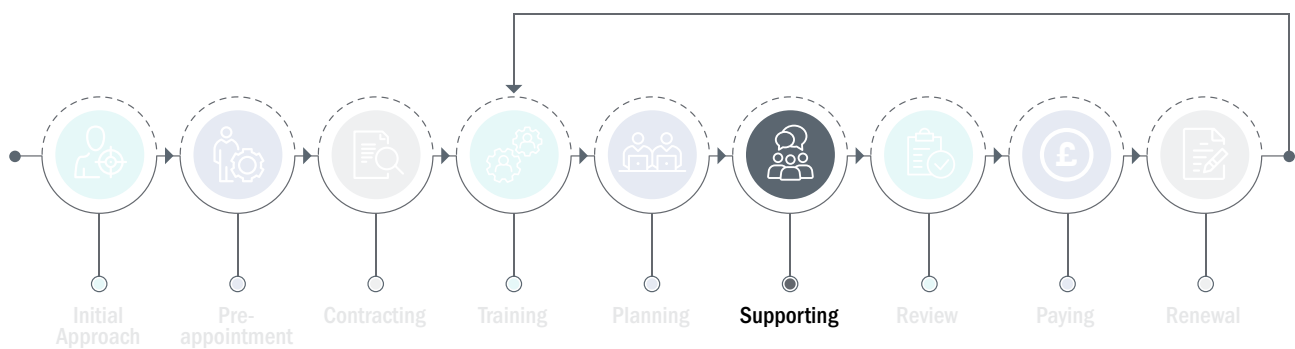 £
Initial
Approach
Pre-
appointment
Contracting
Training
Planning
Supporting
Review
Paying
Renewal